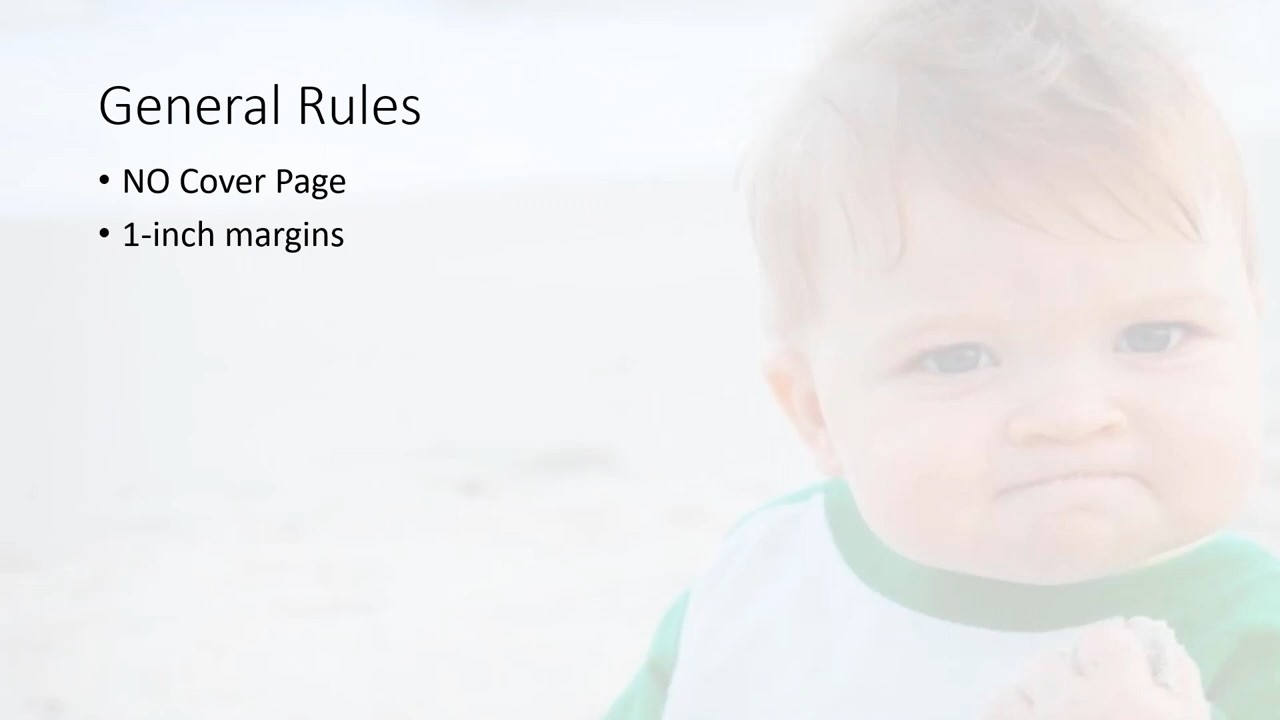 General Rules
• NO Cover Page
• 1-inch margins